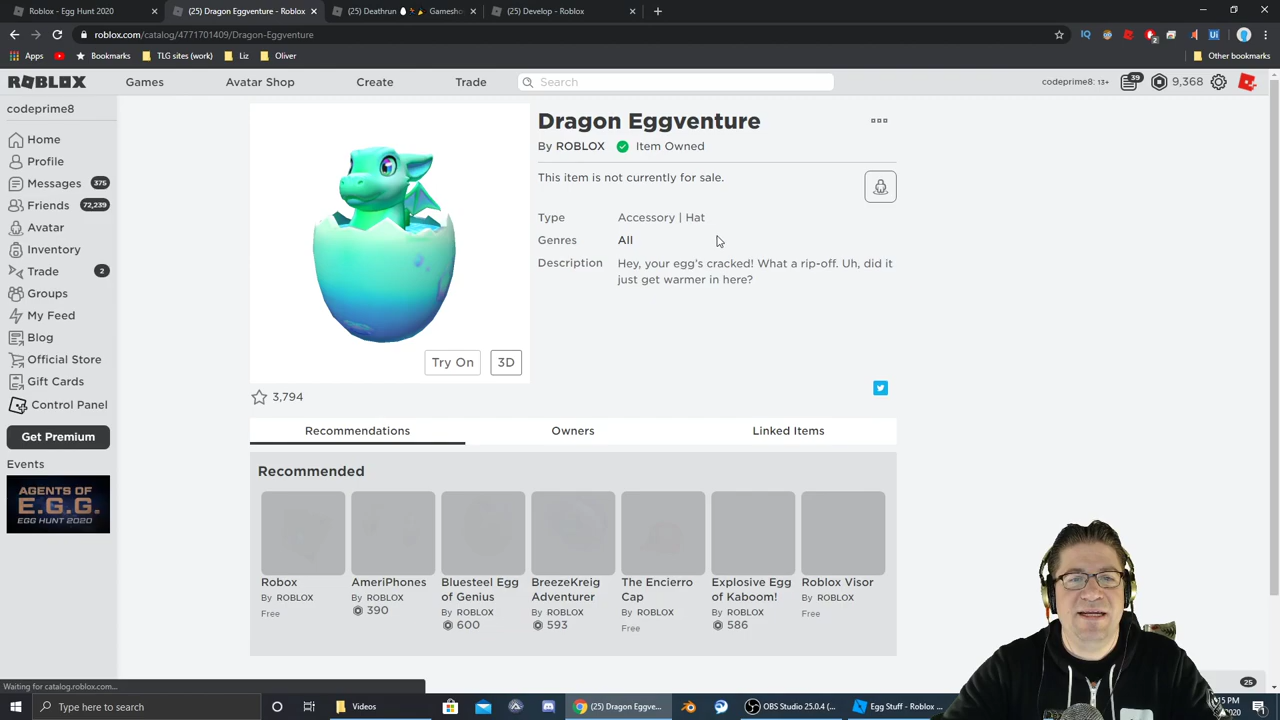 Roblox - Egg Hunt 2020
(25) Dragon Eggventure - Roblox
(25) Deathrun
Gamesho
(25) Develop - Roblox
roblox.com/catalog/4771701409/Dragon-Eggventure
Apps
Bookmarks
TLG sites (work)
Liz
Oliver
Other bookmarks
ROBLOX
Games
Avatar Shop
Create
Trade
Search
codeprime8: 13+
39
9,368
codeprime8
Home
Profile
Messages 375
Friends 72,239
Avatar
Inventory
Trade 2
Groups
My Feed
Blog
Official Store
Gift Cards
Control Panel
Get Premium
Events
AGENTS OF
E.G.G.
EGG HUNT 2020
Try On
3D
3,794
Dragon Eggventure
By ROBLOX Item Owned
This item is not currently for sale.
Type Accessory | Hat
Genres All
Description Hey, your egg's cracked! What a rip-off. Uh, did it
just get warmer in here?
Recommendations
Owners
Linked Items
Recommended
Robox
By ROBLOX
Free
AmeriPhones
By ROBLOX
390
Bluesteel Egg
of Genius
By ROBLOX
600
BreezeKreig
Adventurer
By ROBLOX
593
The Encierro
Cap
By ROBLOX
Free
Explosive Egg
of Kaboom!
By ROBLOX
586
Roblox Visor
By ROBLOX
Free
25
Waiting for catalog.roblox.com...
Type here to search
Videos
(25) Dragon Eggve...
OBS Studio 25.0.4 (...
Egg Stuff - Roblox ...